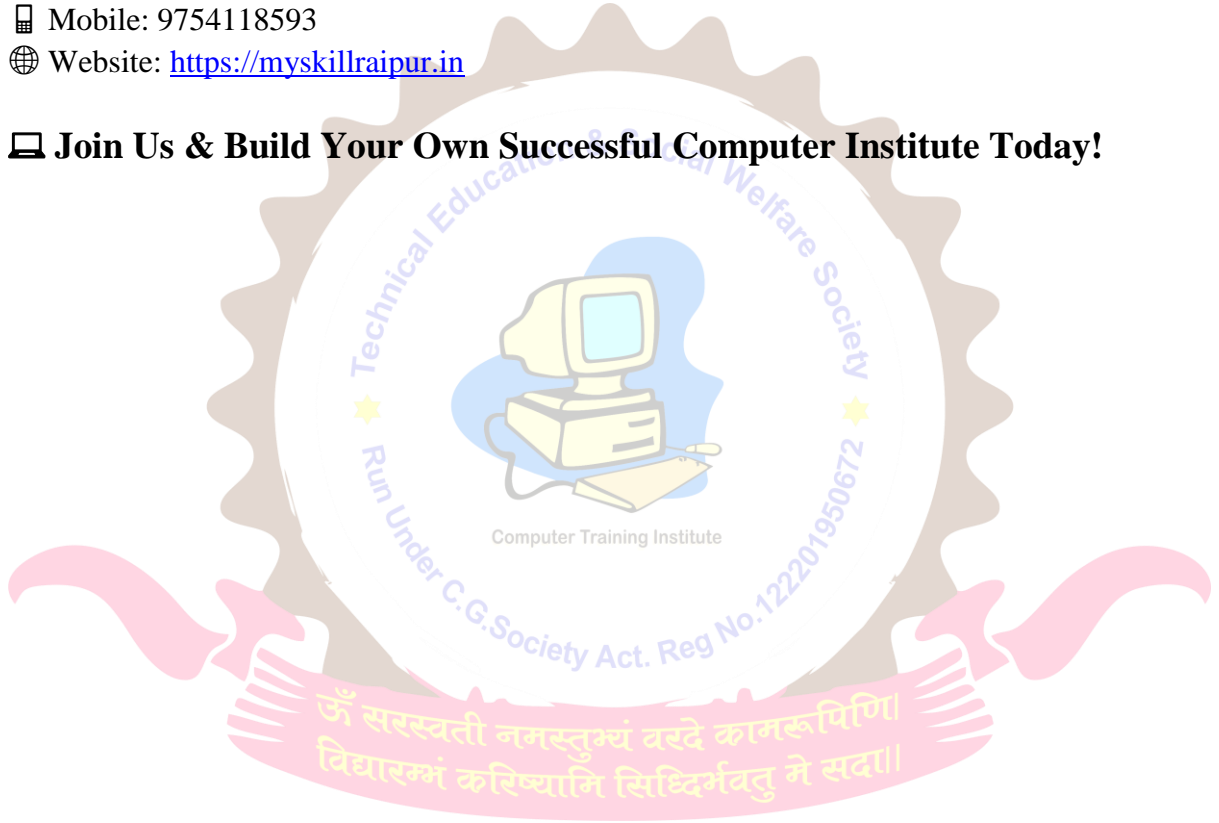 Mobile: 9754118593
Website: https://myskillraipur.in
Join Us & Build Your Own Successful Computer Institute Today!
Technical Education & Social Welfare Society
Computer Training Institute
Run Under C.G.Society Act. Reg No.122201950672
ॐ सरस्वती नमस्तुभ्यं वरदे कामरूपिणि।
विद्यारम्भं करिष्यामि सिध्दिर्भवतु मे सदा॥